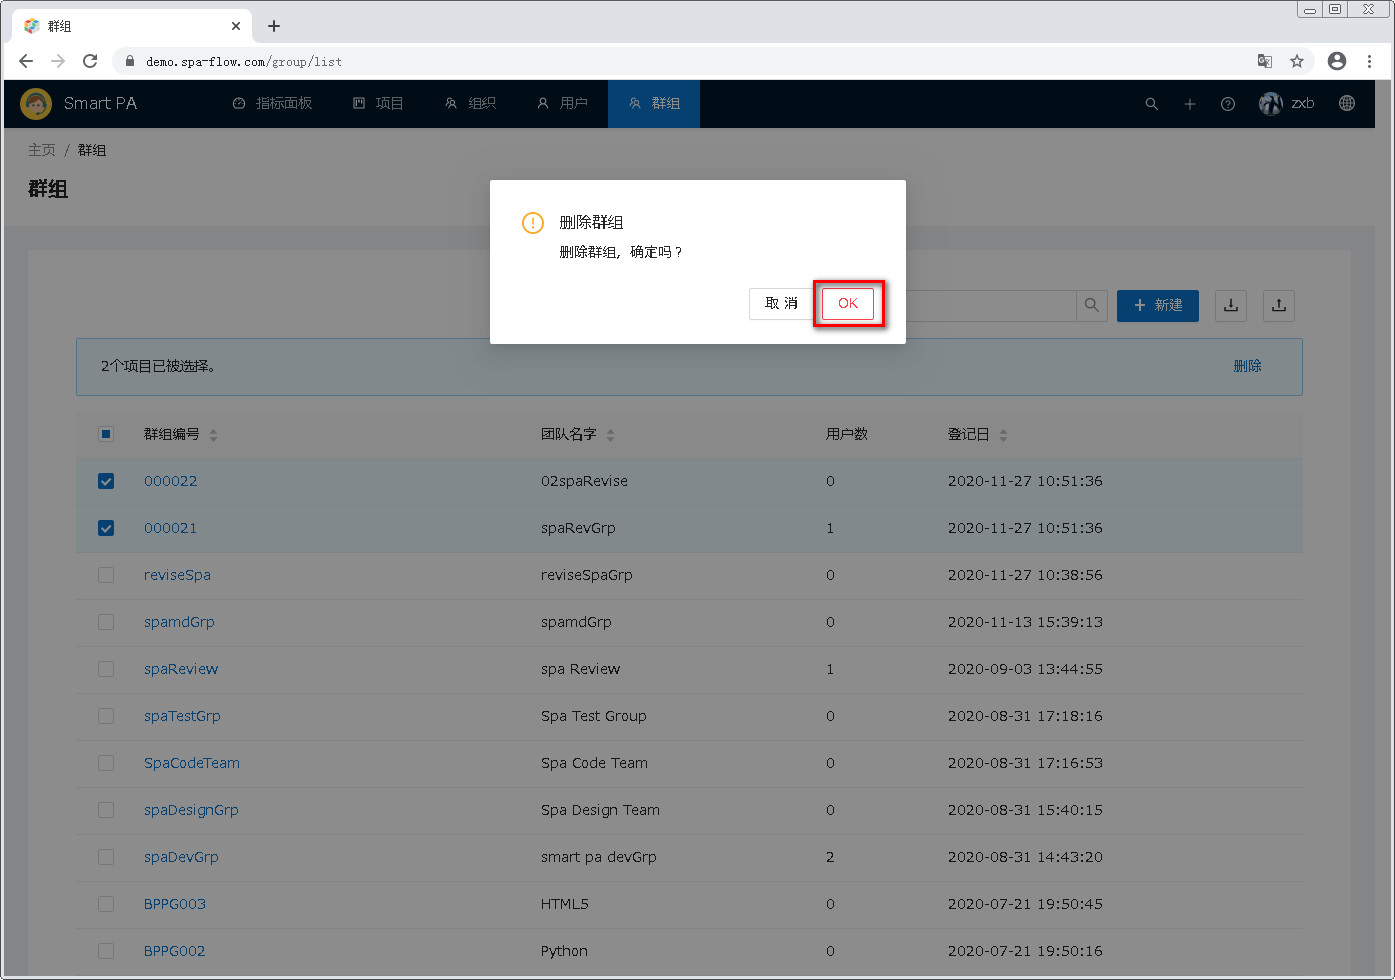 群组
demo.spa-flow.com/group/list
Smart PA 指标面板 项目 组织 用户 群组 zxb
主页 / 群组
群组
删除群组
删除群组，确定吗？
取 消 OK
新建
2个项目已被选择。 删除
群组编号 团队名字 用户数 登记日
000022 02spaRevise 0 2020-11-27 10:51:36
000021 spaRevGrp 1 2020-11-27 10:51:36
reviseSpa reviseSpaGrp 0 2020-11-27 10:38:56
spamdGrp spamdGrp 0 2020-11-13 15:39:13
spaReview spa Review 1 2020-09-03 13:44:55
spaTestGrp Spa Test Group 0 2020-08-31 17:18:16
SpaCodeTeam Spa Code Team 0 2020-08-31 17:16:53
spaDesignGrp Spa Design Team 0 2020-08-31 15:40:15
spaDevGrp smart pa devGrp 2 2020-08-31 14:43:20
BPPG003 HTML5 0 2020-07-21 19:50:45
BPPG002 Python 0 2020-07-21 19:50:16